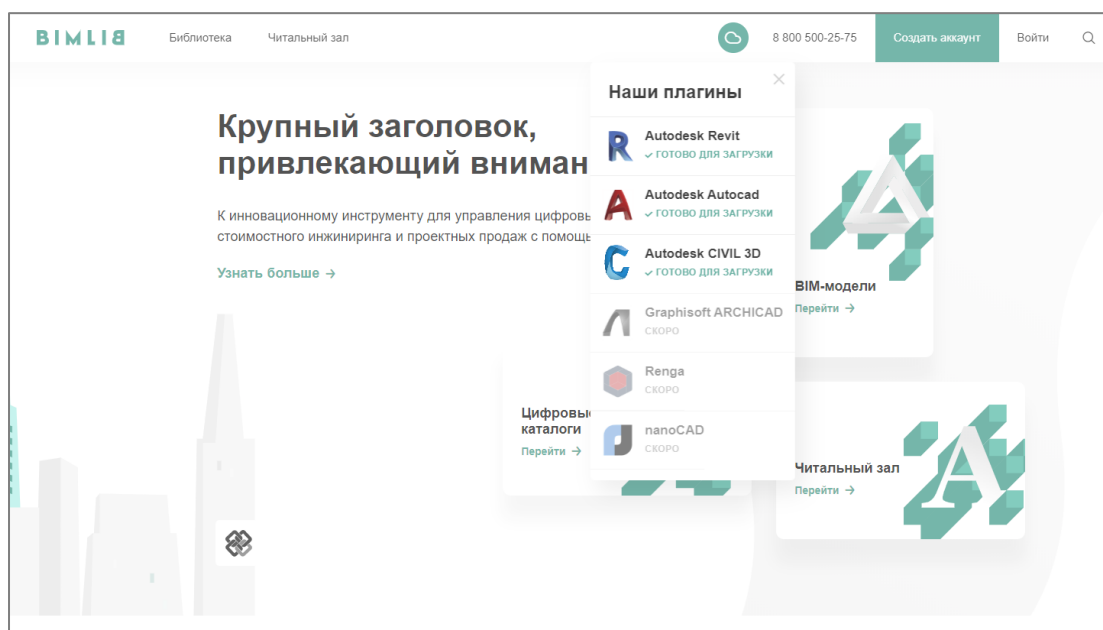 BIMLIB
Библиотека
Читальный зал
8 800 500-25-75
Создать аккаунт
Войти
Наши плагины
Autodesk Revit
ГОТОВО ДЛЯ ЗАГРУЗКИ
Autodesk Autocad
ГОТОВО ДЛЯ ЗАГРУЗКИ
Autodesk CIVIL 3D
ГОТОВО ДЛЯ ЗАГРУЗКИ
Graphisoft ARCHICAD
СКОРО
Renga
СКОРО
nanoCAD
СКОРО
Крупный заголовок,
привлекающий вниман
К инновационному инструменту для управления цифровы
стоимостного инжиниринга и проектных продаж с помощь
Узнать больше →
BIM-модели
Перейти →
Цифровы
каталоги
Перейти →
Читальный зал
Перейти →